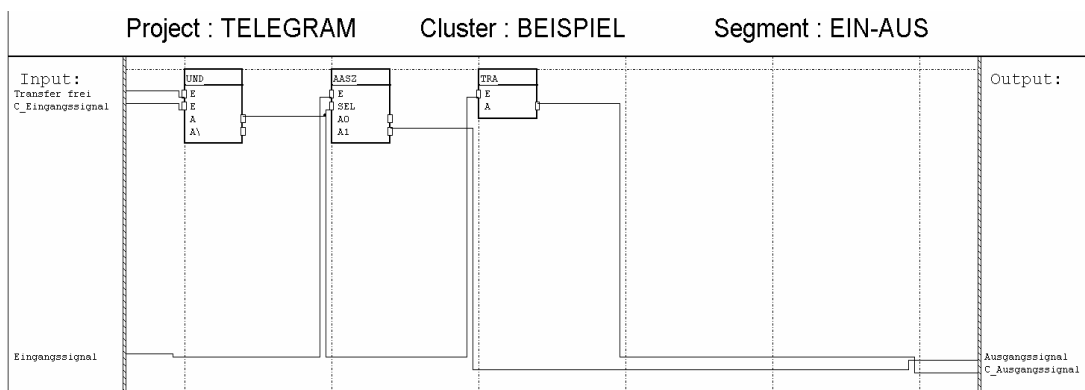 Project : TELEGRAM Cluster : BEISPIEL Segment : EIN-AUS
Input: Output:
Transfer frei
C_Eingangssignal
UND
E
E
A
A\
AASZ
E
SEL
A0
A1
TRA
E
A
Eingangssignal
Ausgangssignal
C_Ausgangssignal